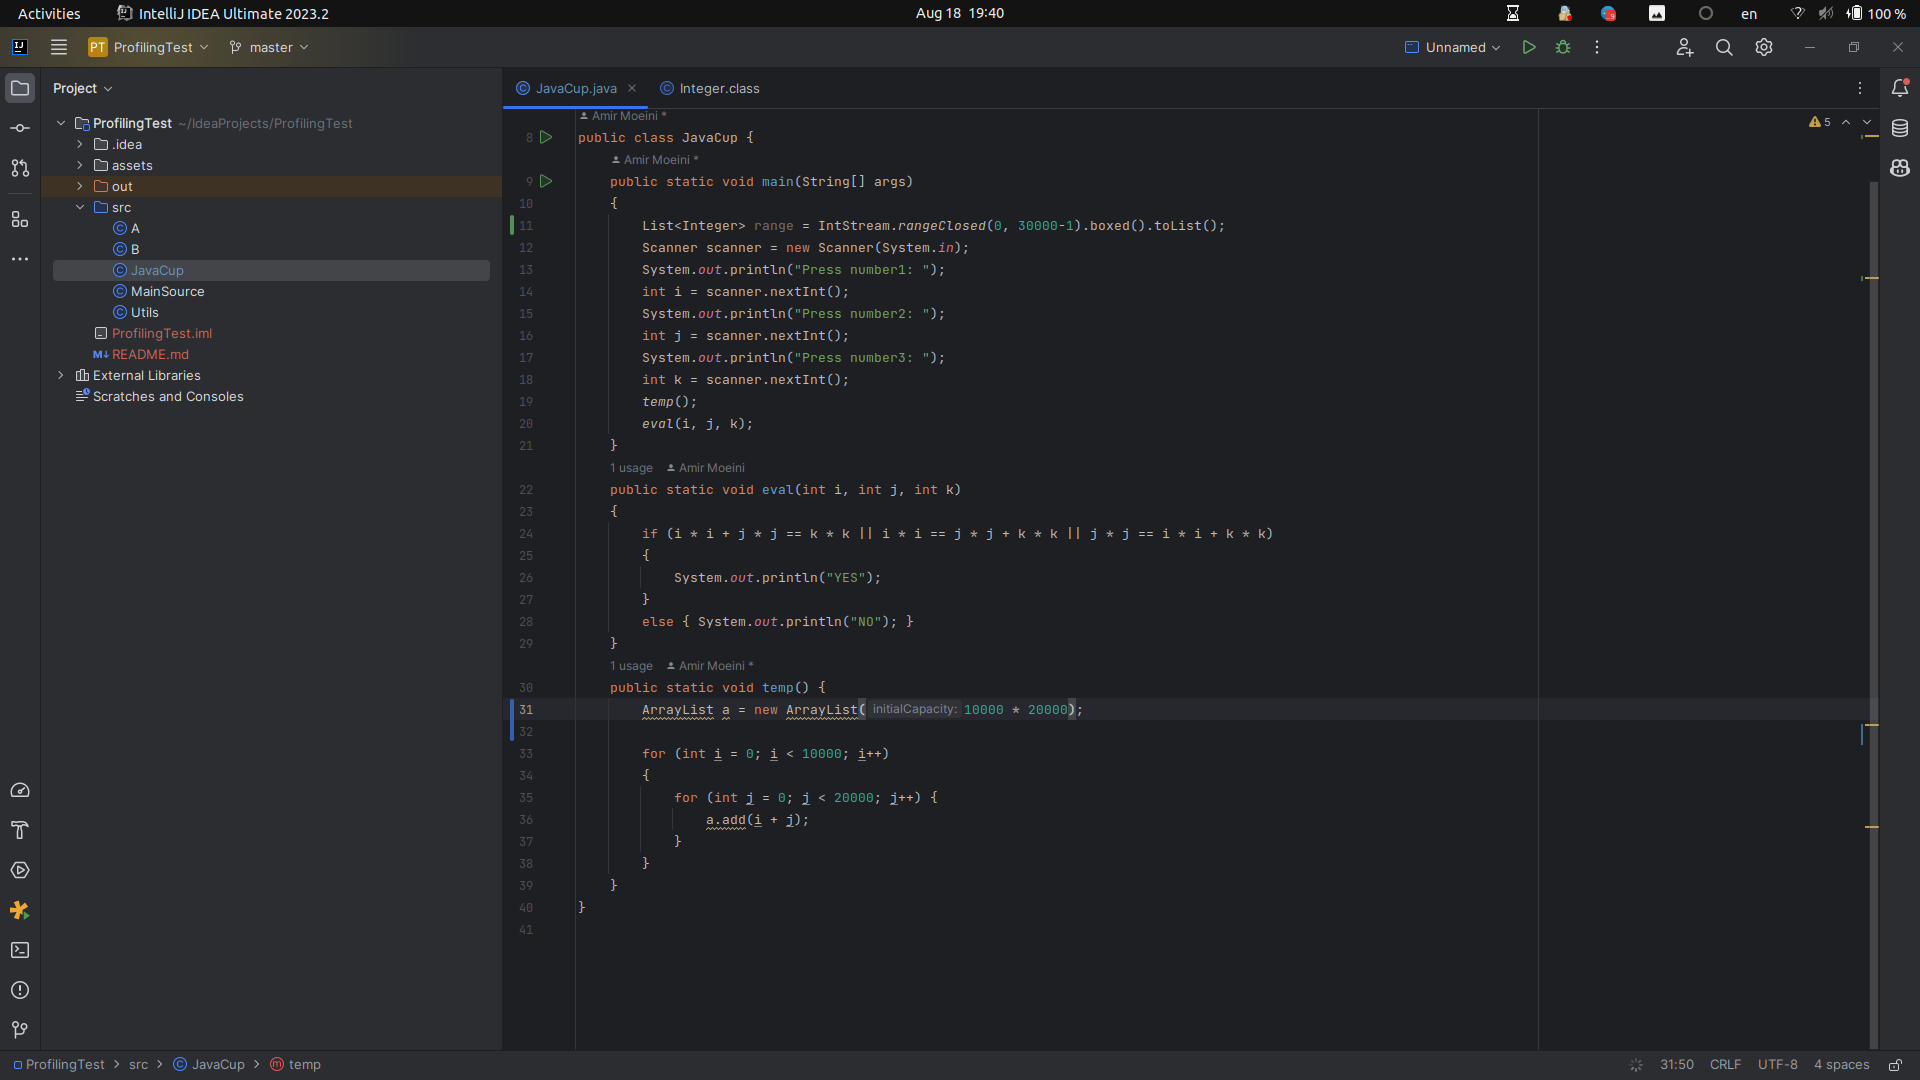 Activities IntelliJ IDEA Ultimate 2023.2 Aug 18 19:40 en 100 %
PT ProfilingTest master Unnamed
Project
JavaCup.java Integer.class
ProfilingTest ~/IdeaProjects/ProfilingTest
.idea
assets
out
src
A
B
JavaCup
MainSource
Utils
ProfilingTest.iml
README.md
External Libraries
Scratches and Consoles
Amir Moeini *
5
8 public class JavaCup {
Amir Moeini *
9 public static void main(String[] args)
10 {
11 List<Integer> range = IntStream.rangeClosed(0, 30000-1).boxed().toList();
12 Scanner scanner = new Scanner(System.in);
13 System.out.println("Press number1: ");
14 int i = scanner.nextInt();
15 System.out.println("Press number2: ");
16 int j = scanner.nextInt();
17 System.out.println("Press number3: ");
18 int k = scanner.nextInt();
19 temp();
20 eval(i, j, k);
21 }
1 usage Amir Moeini
22 public static void eval(int i, int j, int k)
23 {
24 if (i * i + j * j == k * k || i * i == j * j + k * k || j * j == i * i + k * k)
25 {
26 System.out.println("YES");
27 }
28 else { System.out.println("NO"); }
29 }
1 usage Amir Moeini *
30 public static void temp() {
31 ArrayList a = new ArrayList( initialCapacity: 10000 * 20000);
32
33 for (int i = 0; i < 10000; i++)
34 {
35 for (int j = 0; j < 20000; j++) {
36 a.add(i + j);
37 }
38 }
39 }
40 }
41
ProfilingTest > src > JavaCup > temp 31:50 CRLF UTF-8 4 spaces